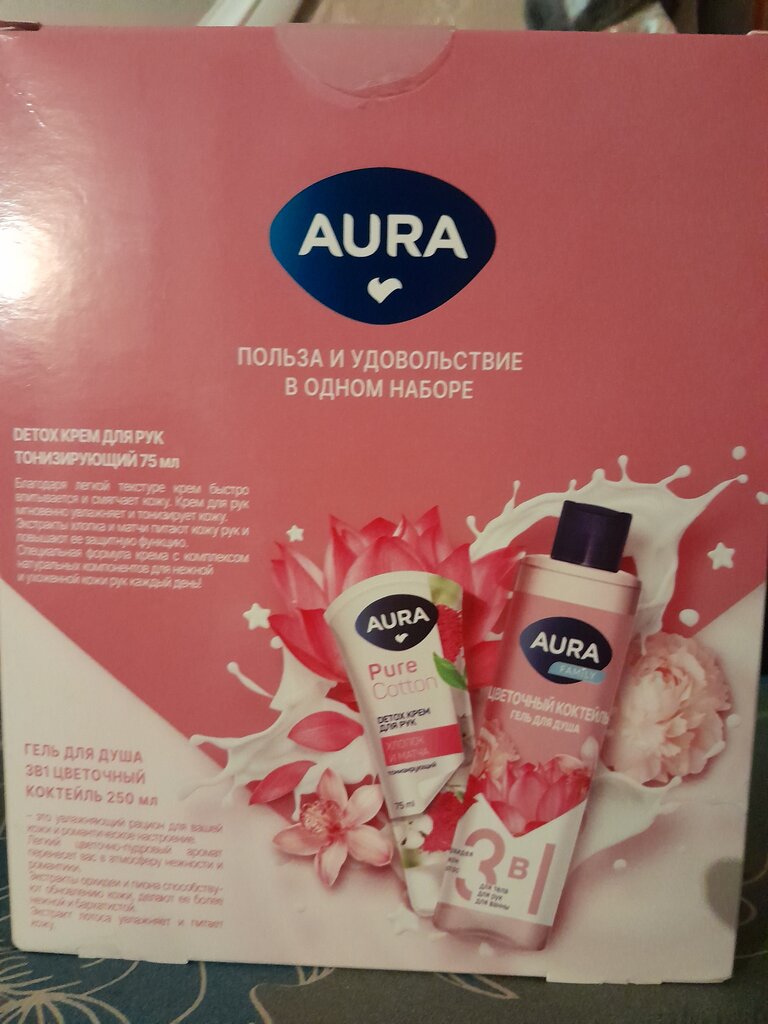 AURA
ПОЛЬЗА И УДОВОЛЬСТВИЕ
В ОДНОМ НАБОРЕ
DETOX КРЕМ ДЛЯ РУК
ТОНИЗИРУЮЩИЙ 75 мл
Благодаря легкой текстуре крем быстро
впитывается и смягчает кожу. Крем для рук
мгновенно увлажняет и тонизирует кожу.
Экстракты хлопка и матчи питают кожу рук и
повышают ее защитную функцию.
Специальная формула крема с комплексом
натуральных компонентов для нежной
и ухоженной кожи рук каждый день!
ГЕЛЬ ДЛЯ ДУША
3В1 ЦВЕТОЧНЫЙ
КОКТЕЙЛЬ 250 мл
– это увлажняющий рацион для вашей
кожи и романтическое настроение.
Легкий цветочно-пудровый аромат
перенесет вас в атмосферу нежности и
романтики.
Экстракты орхидеи и пиона способству-
ют обновлению кожи, делают ее более
нежной и бархатистой.
Экстракт лотоса увлажняет и питает
кожу.
AURA
Pure
Cotton
DETOX КРЕМ
ДЛЯ РУК
ХЛОПОК
И МАТЧА
тонизирующий
75 ml
AURA
FAMILY
ЦВЕТОЧНЫЙ КОКТЕЙЛЬ
ГЕЛЬ ДЛЯ ДУША
3 В 1
для тела
для рук
для ванны